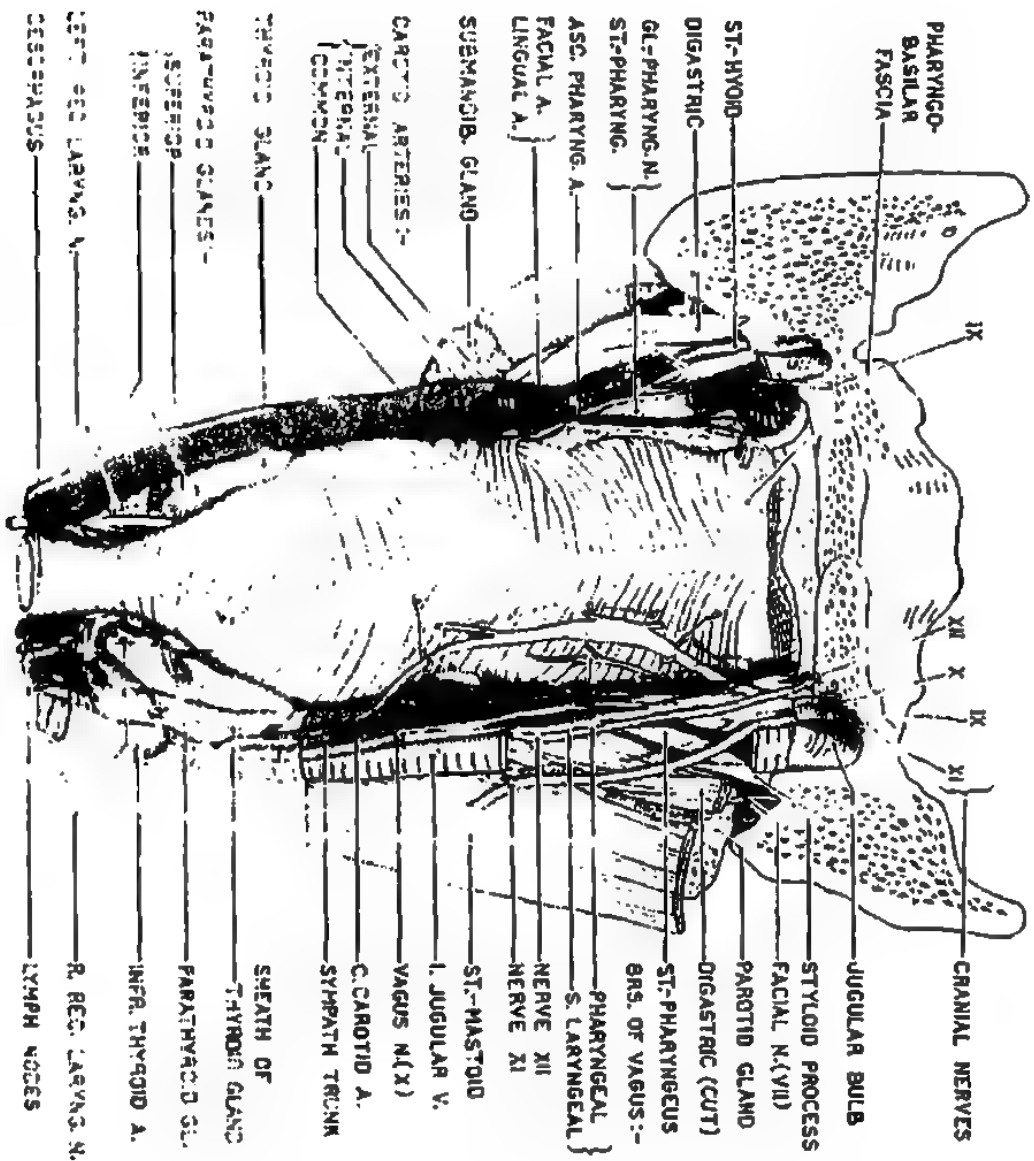 PHARYNGO-
BASILAR
FASCIA
ST.-HYOID
DIGASTRIC
GL.-PHARYNG. N. }
ST.-PHARYNG.
ASC. PHARYNG. A.
FACIAL A. }
LINGUAL A.
SUBMANDIB. GLAND
CAROTID ARTERIES:-
EXTERNAL
INTERNAL
COMMON
THYROID GLAND
PARATHYROID GLANDS:-
SUPERIOR
INFERIOR
LEFT REC. LARYNG. N.
OESOPHAGUS
IX
XII
X
IX
XI }
CRANIAL NERVES
JUGULAR BULB
STYLOID PROCESS
FACIAL N.(VII)
PAROTID GLAND
DIGASTRIC (CUT)
ST.-PHARYNGEUS
BRS. OF VAGUS:-
PHARYNGEAL }
S. LARYNGEAL
NERVE XII
NERVE XI
ST.-MASTOID
I. JUGULAR V.
VAGUS N.(X)
C. CAROTID A.
SYMPATH TRUNK
SHEATH OF
THYROID GLAND
PARATHYROID GL.
INFR. THYROID A.
R. REC. LARYNG. N.
LYMPH NODES